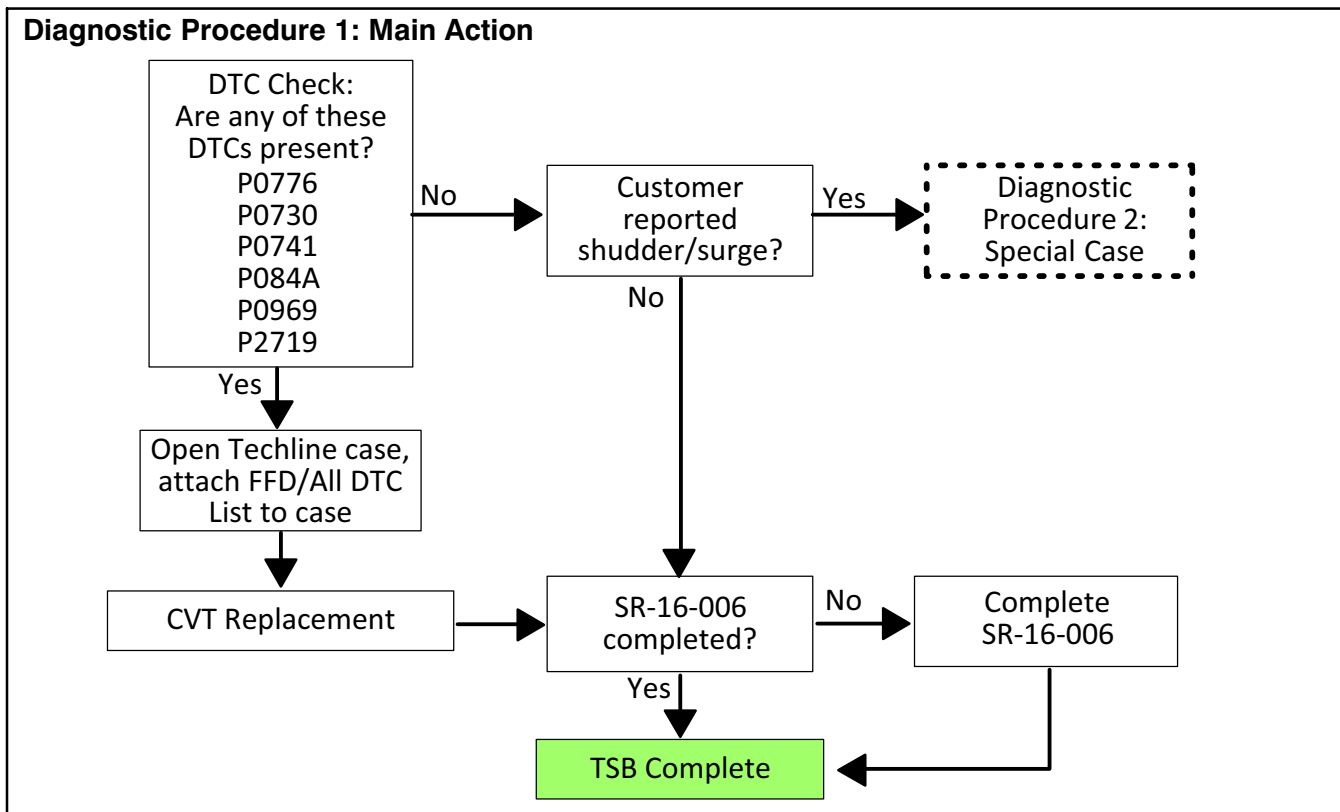 Diagnostic Procedure 1: Main Action
DTC Check:
Are any of these
DTCs present?
P0776
P0730
P0741
P084A
P0969
P2719
No
Customer
reported
shudder/surge?
Yes
Diagnostic
Procedure 2:
Special Case
No
Yes
Open Techline case,
attach FFD/All DTC
List to case
CVT Replacement
SR-16-006
completed?
No
Complete
SR-16-006
Yes
TSB Complete